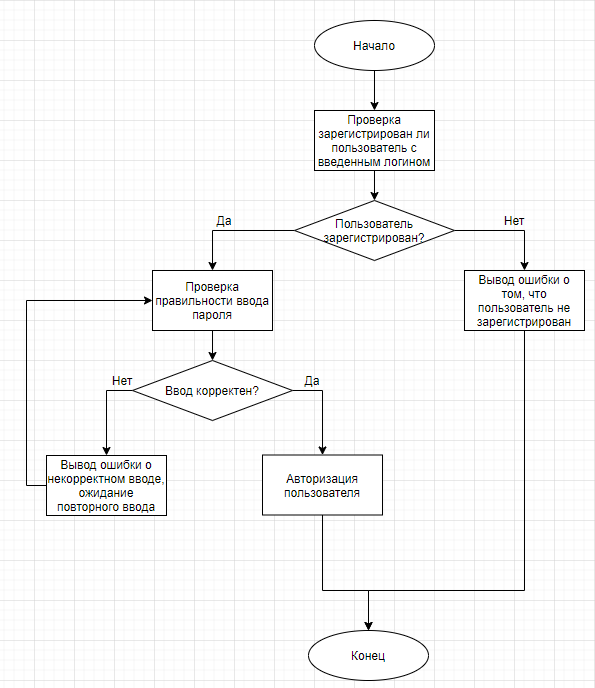 Начало
Проверка
зарегистрирован ли
пользователь с
введенным логином
Пользователь
зарегистрирован?
Да
Нет
Проверка
правильности ввода
пароля
Вывод ошибки о
том, что
пользователь не
зарегистрирован
Ввод корректен?
Нет
Да
Вывод ошибки о
некорректном вводе,
ожидание
повторного ввода
Авторизация
пользователя
Конец